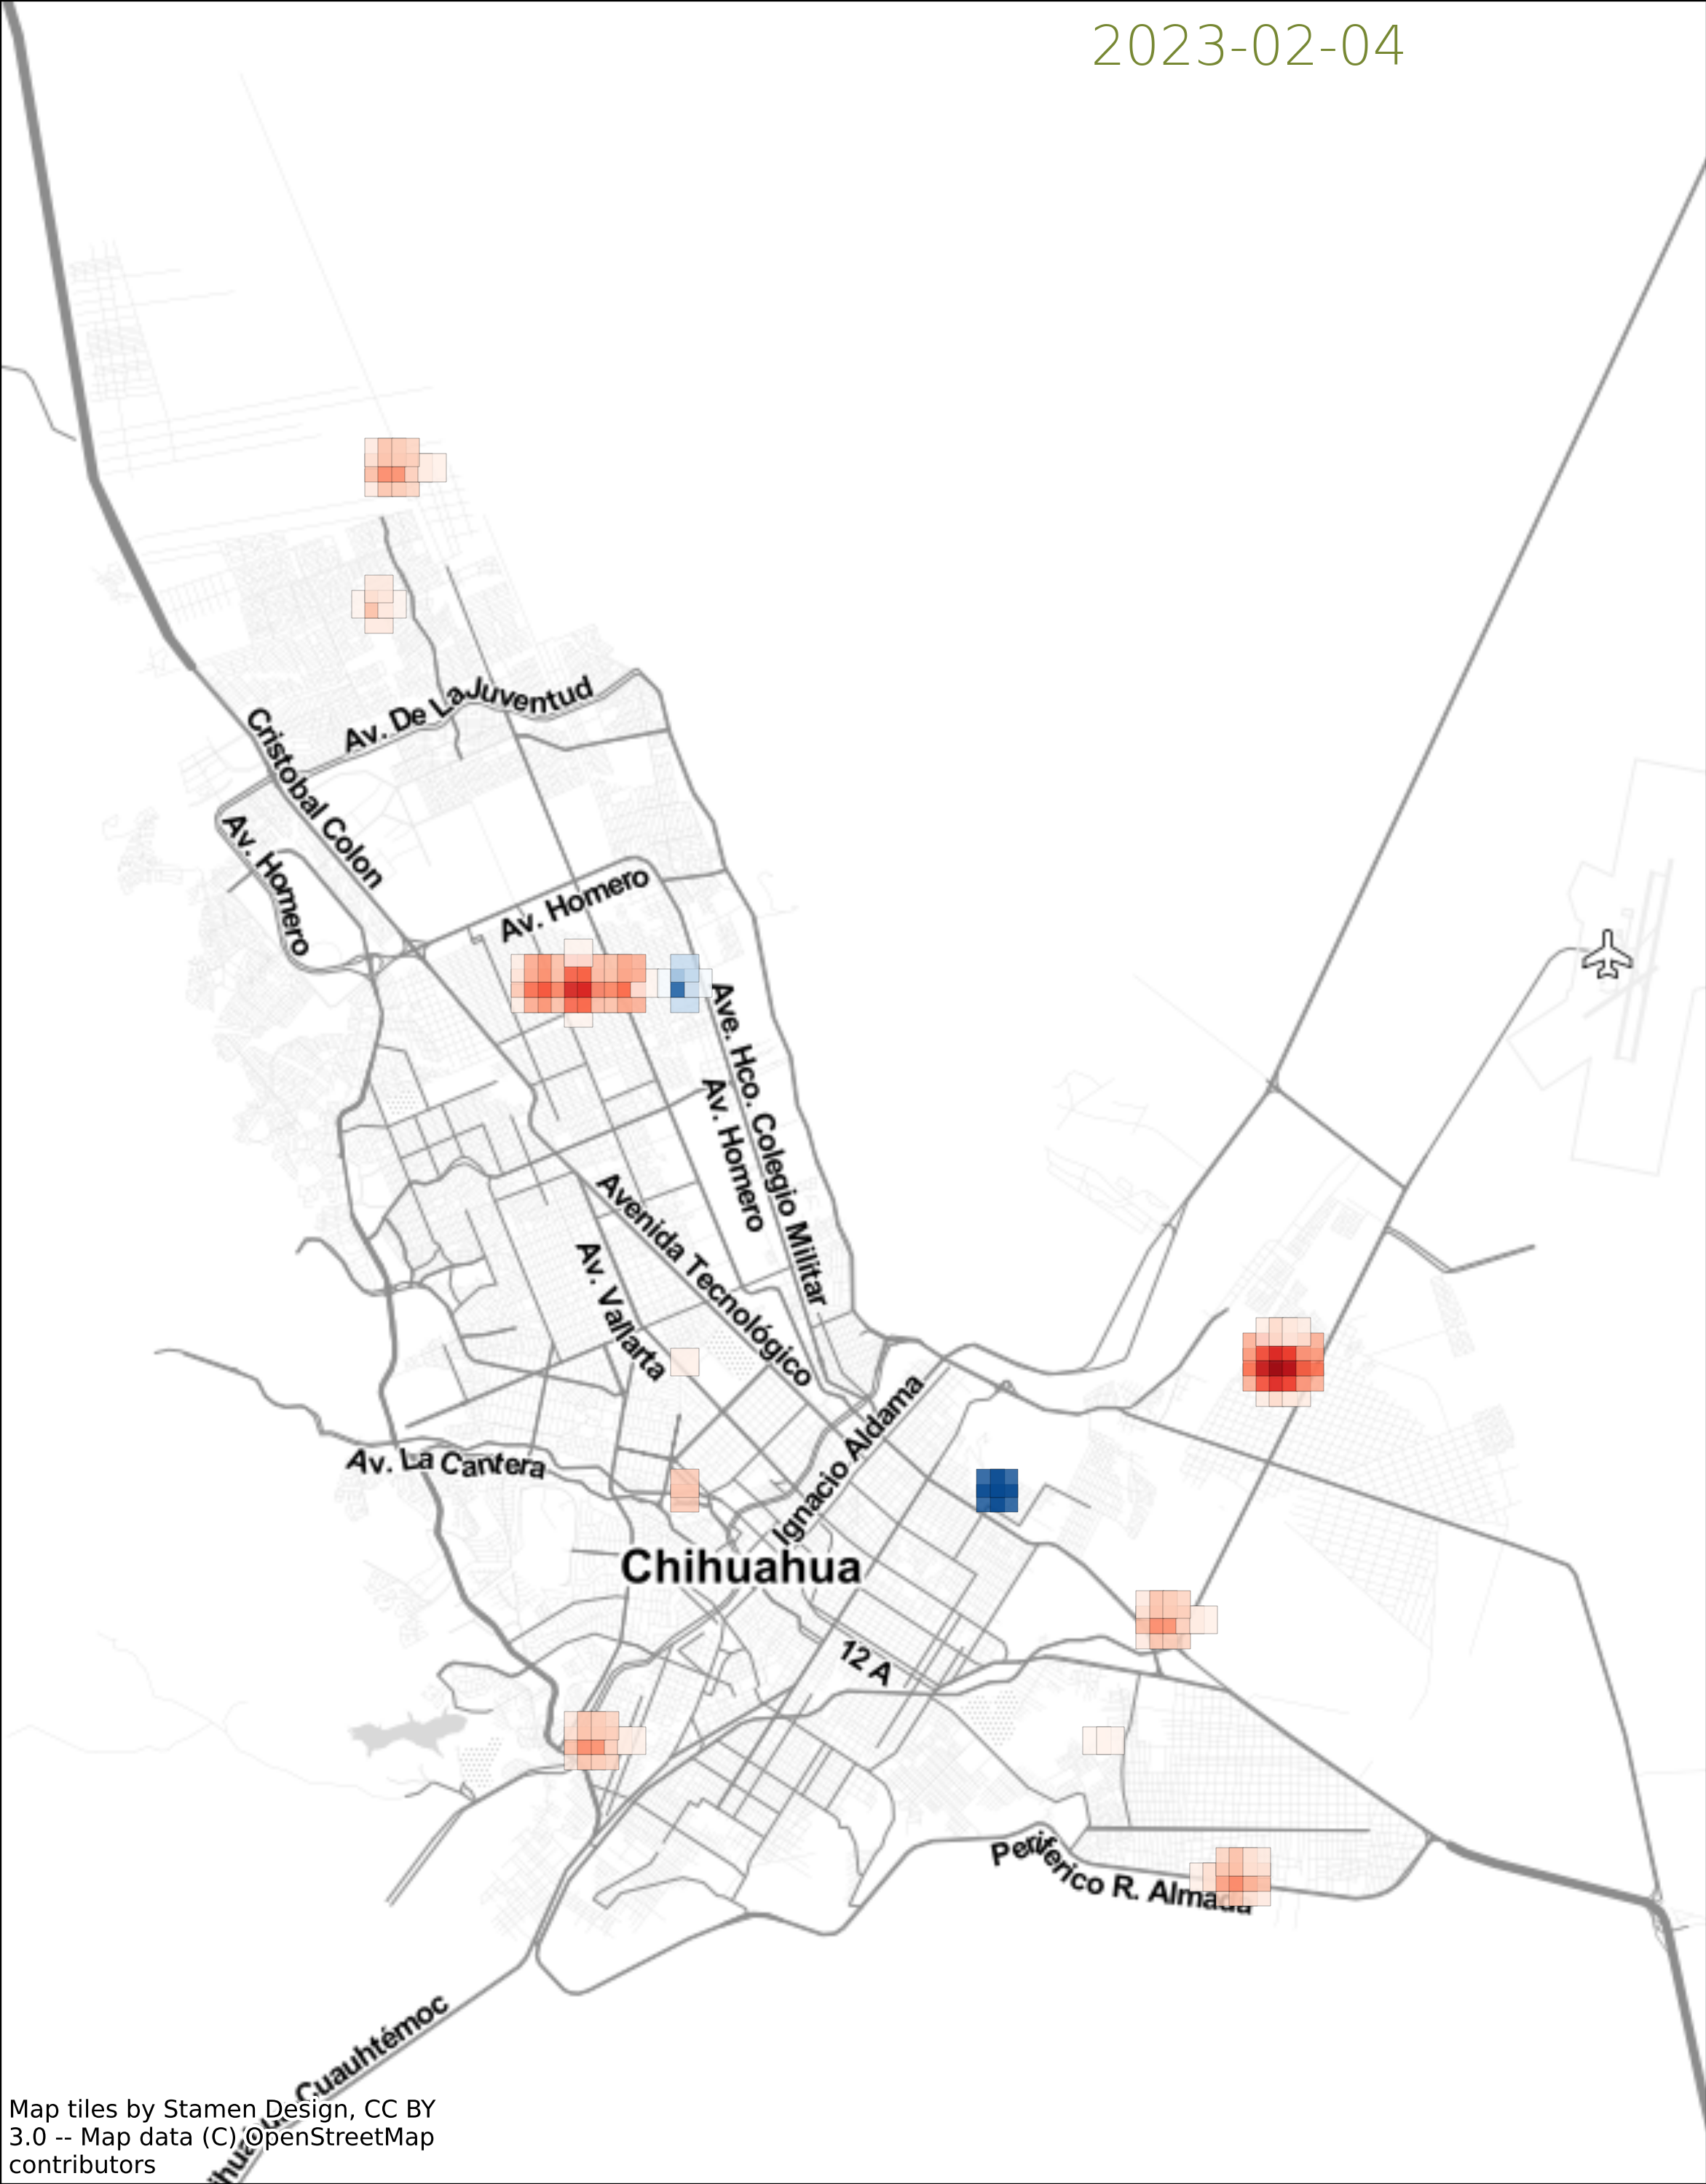 2023-02-04
Av. De La Juventud
Cristobal Colon
Av. Homero
Av. Homero
Ave. Hco. Colegio Militar
Av. Homero
Avenida Tecnológico
Av. Vallarta
Ignacio Aldama
Av. La Cantera
Chihuahua
12 A
Periferico R. Almada
Cuauhtémoc
Map tiles by Stamen Design, CC BY
3.0 -- Map data (C) OpenStreetMap
contributors